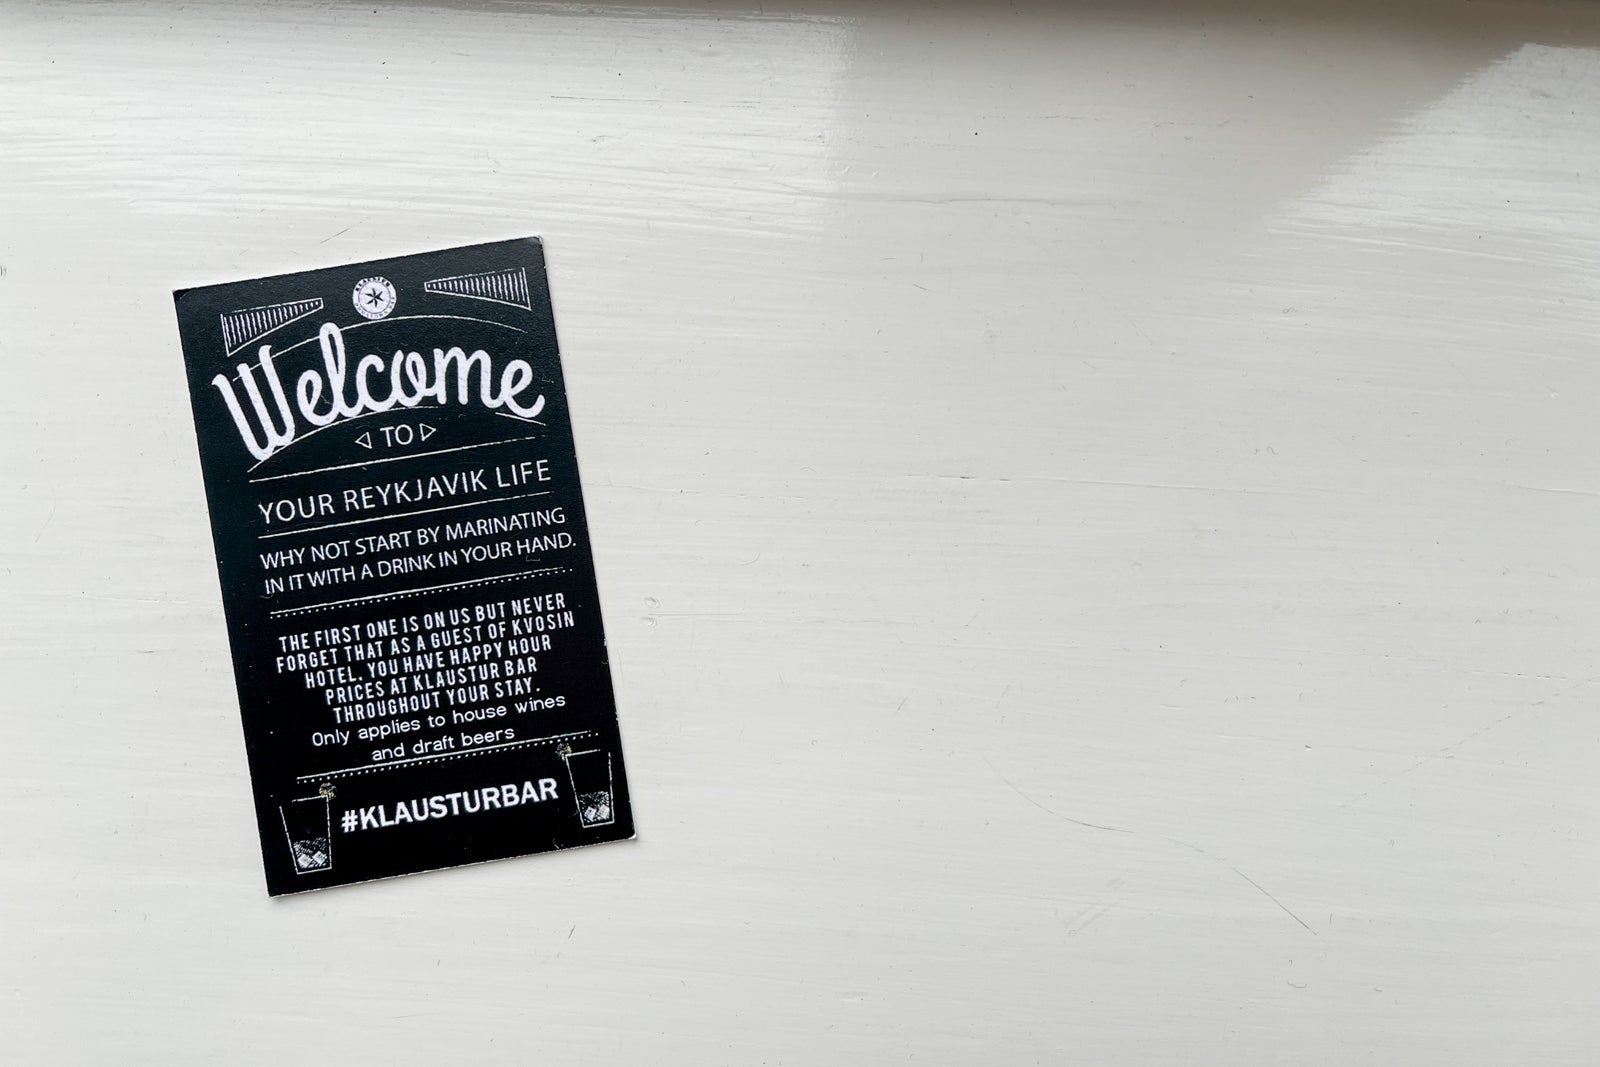 Welcome
TO
YOUR REYKJAVIK LIFE
WHY NOT START BY MARINATING
IN IT WITH A DRINK IN YOUR HAND.
THE FIRST ONE IS ON US BUT NEVER
FORGET THAT AS A GUEST OF KVOSIN
HOTEL. YOU HAVE HAPPY HOUR
PRICES AT KLAUSTUR BAR
THROUGHOUT YOUR STAY.
Only applies to house wines
and draft beers
#KLAUSTURBAR